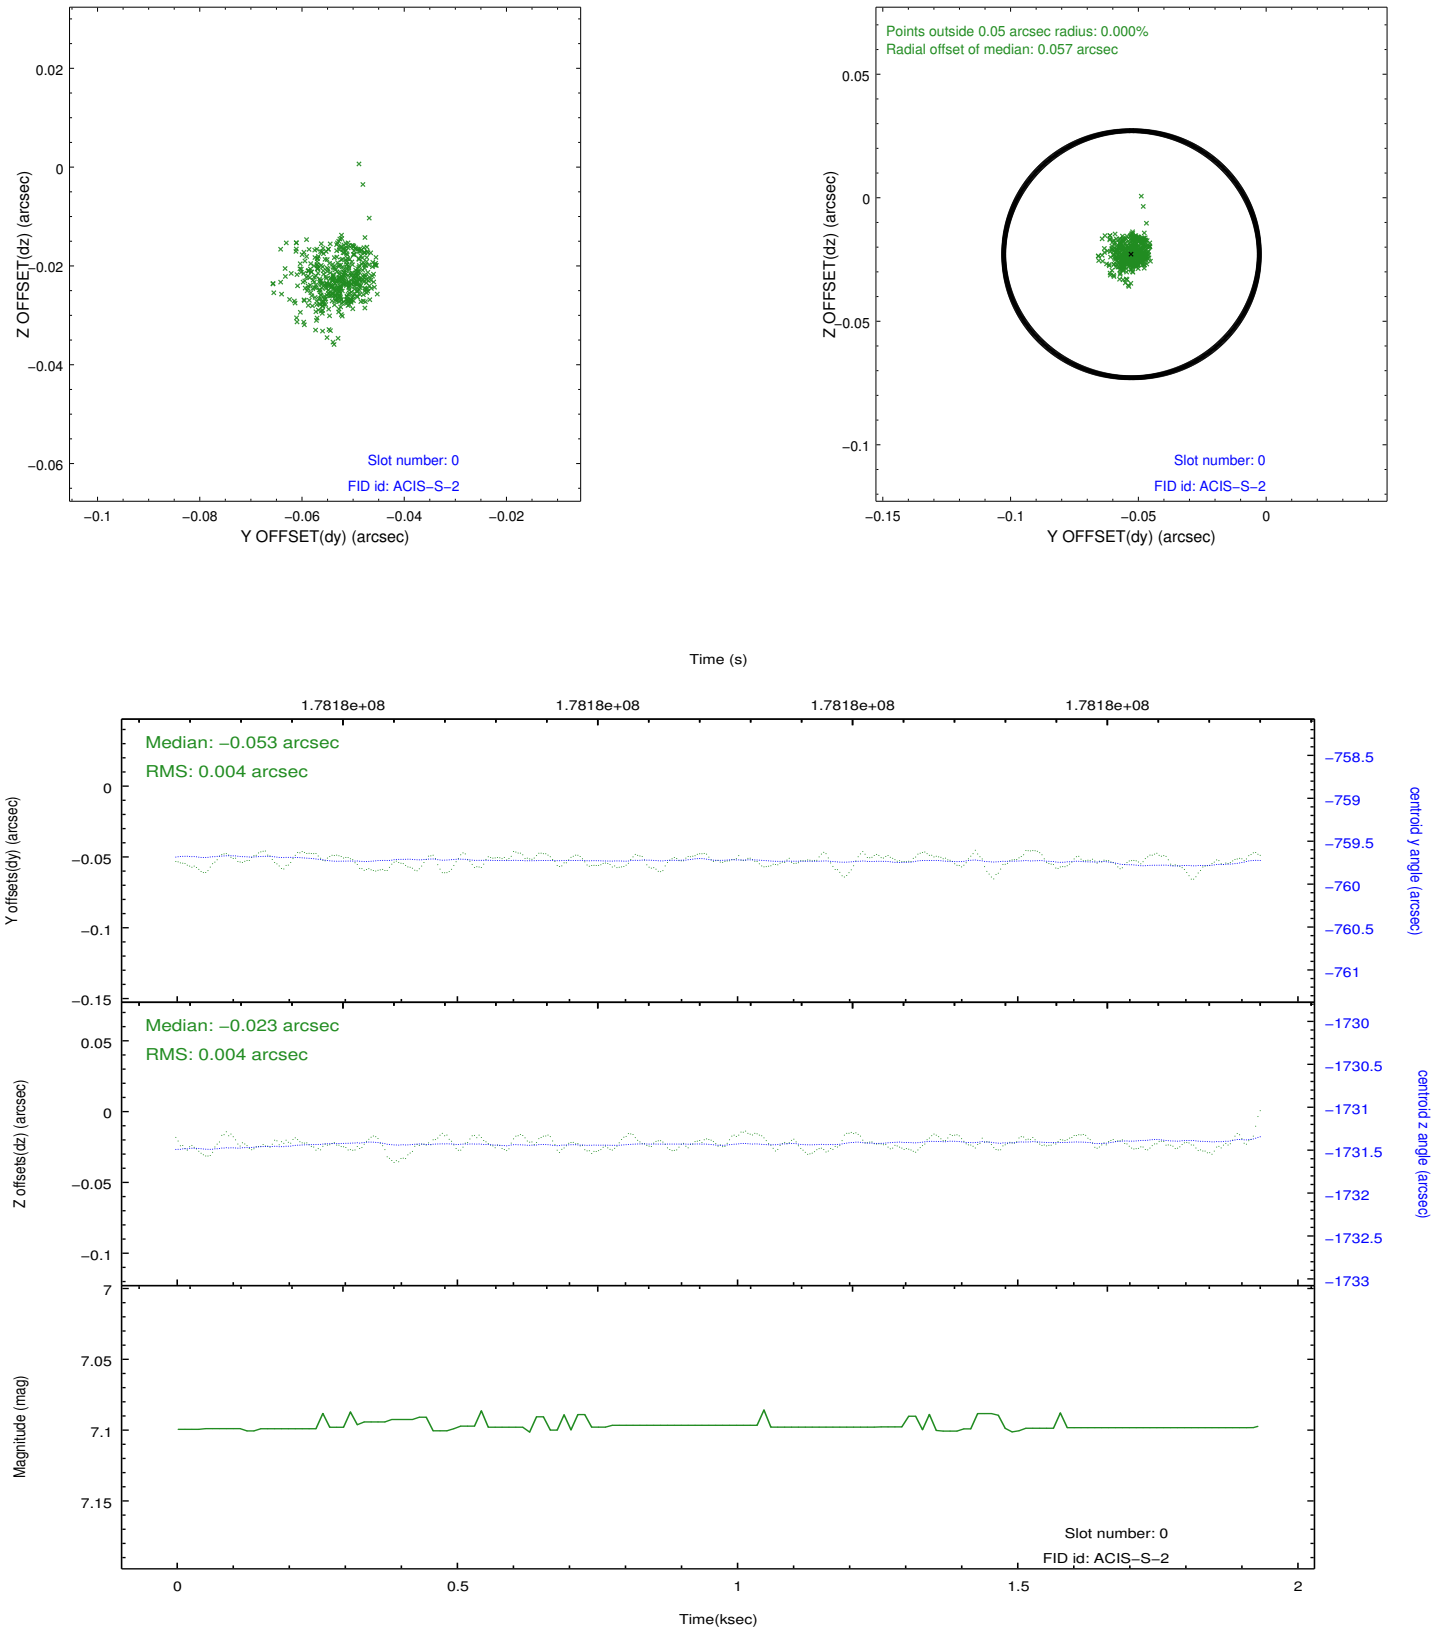 0.02
0
−0.02
−0.04
−0.06
Z OFFSET(dz) (arcsec)
Slot number: 0
FID id: ACIS−S−2
−0.1
−0.08
−0.06
−0.04
−0.02
Y OFFSET(dy) (arcsec)
Points outside 0.05 arcsec radius: 0.000%
Radial offset of median: 0.057 arcsec
0.05
0
−0.05
−0.1
Z OFFSET(dz) (arcsec)
Slot number: 0
FID id: ACIS−S−2
−0.15
−0.1
−0.05
0
Y OFFSET(dy) (arcsec)
Time (s)
1.7818e+08
1.7818e+08
1.7818e+08
1.7818e+08
Median: −0.053 arcsec
RMS: 0.004 arcsec
0
−0.05
−0.1
−0.15
Y offsets(dy) (arcsec)
−758.5
−759
−759.5
−760
−760.5
−761
centroid y angle (arcsec)
Median: −0.023 arcsec
RMS: 0.004 arcsec
0.05
0
−0.05
−0.1
Z offsets(dz) (arcsec)
−1730
−1730.5
−1731
−1731.5
−1732
−1732.5
−1733
centroid z angle (arcsec)
7
7.05
7.1
7.15
Magnitude (mag)
Slot number: 0
FID id: ACIS−S−2
0
0.5
1
1.5
2
Time(ksec)